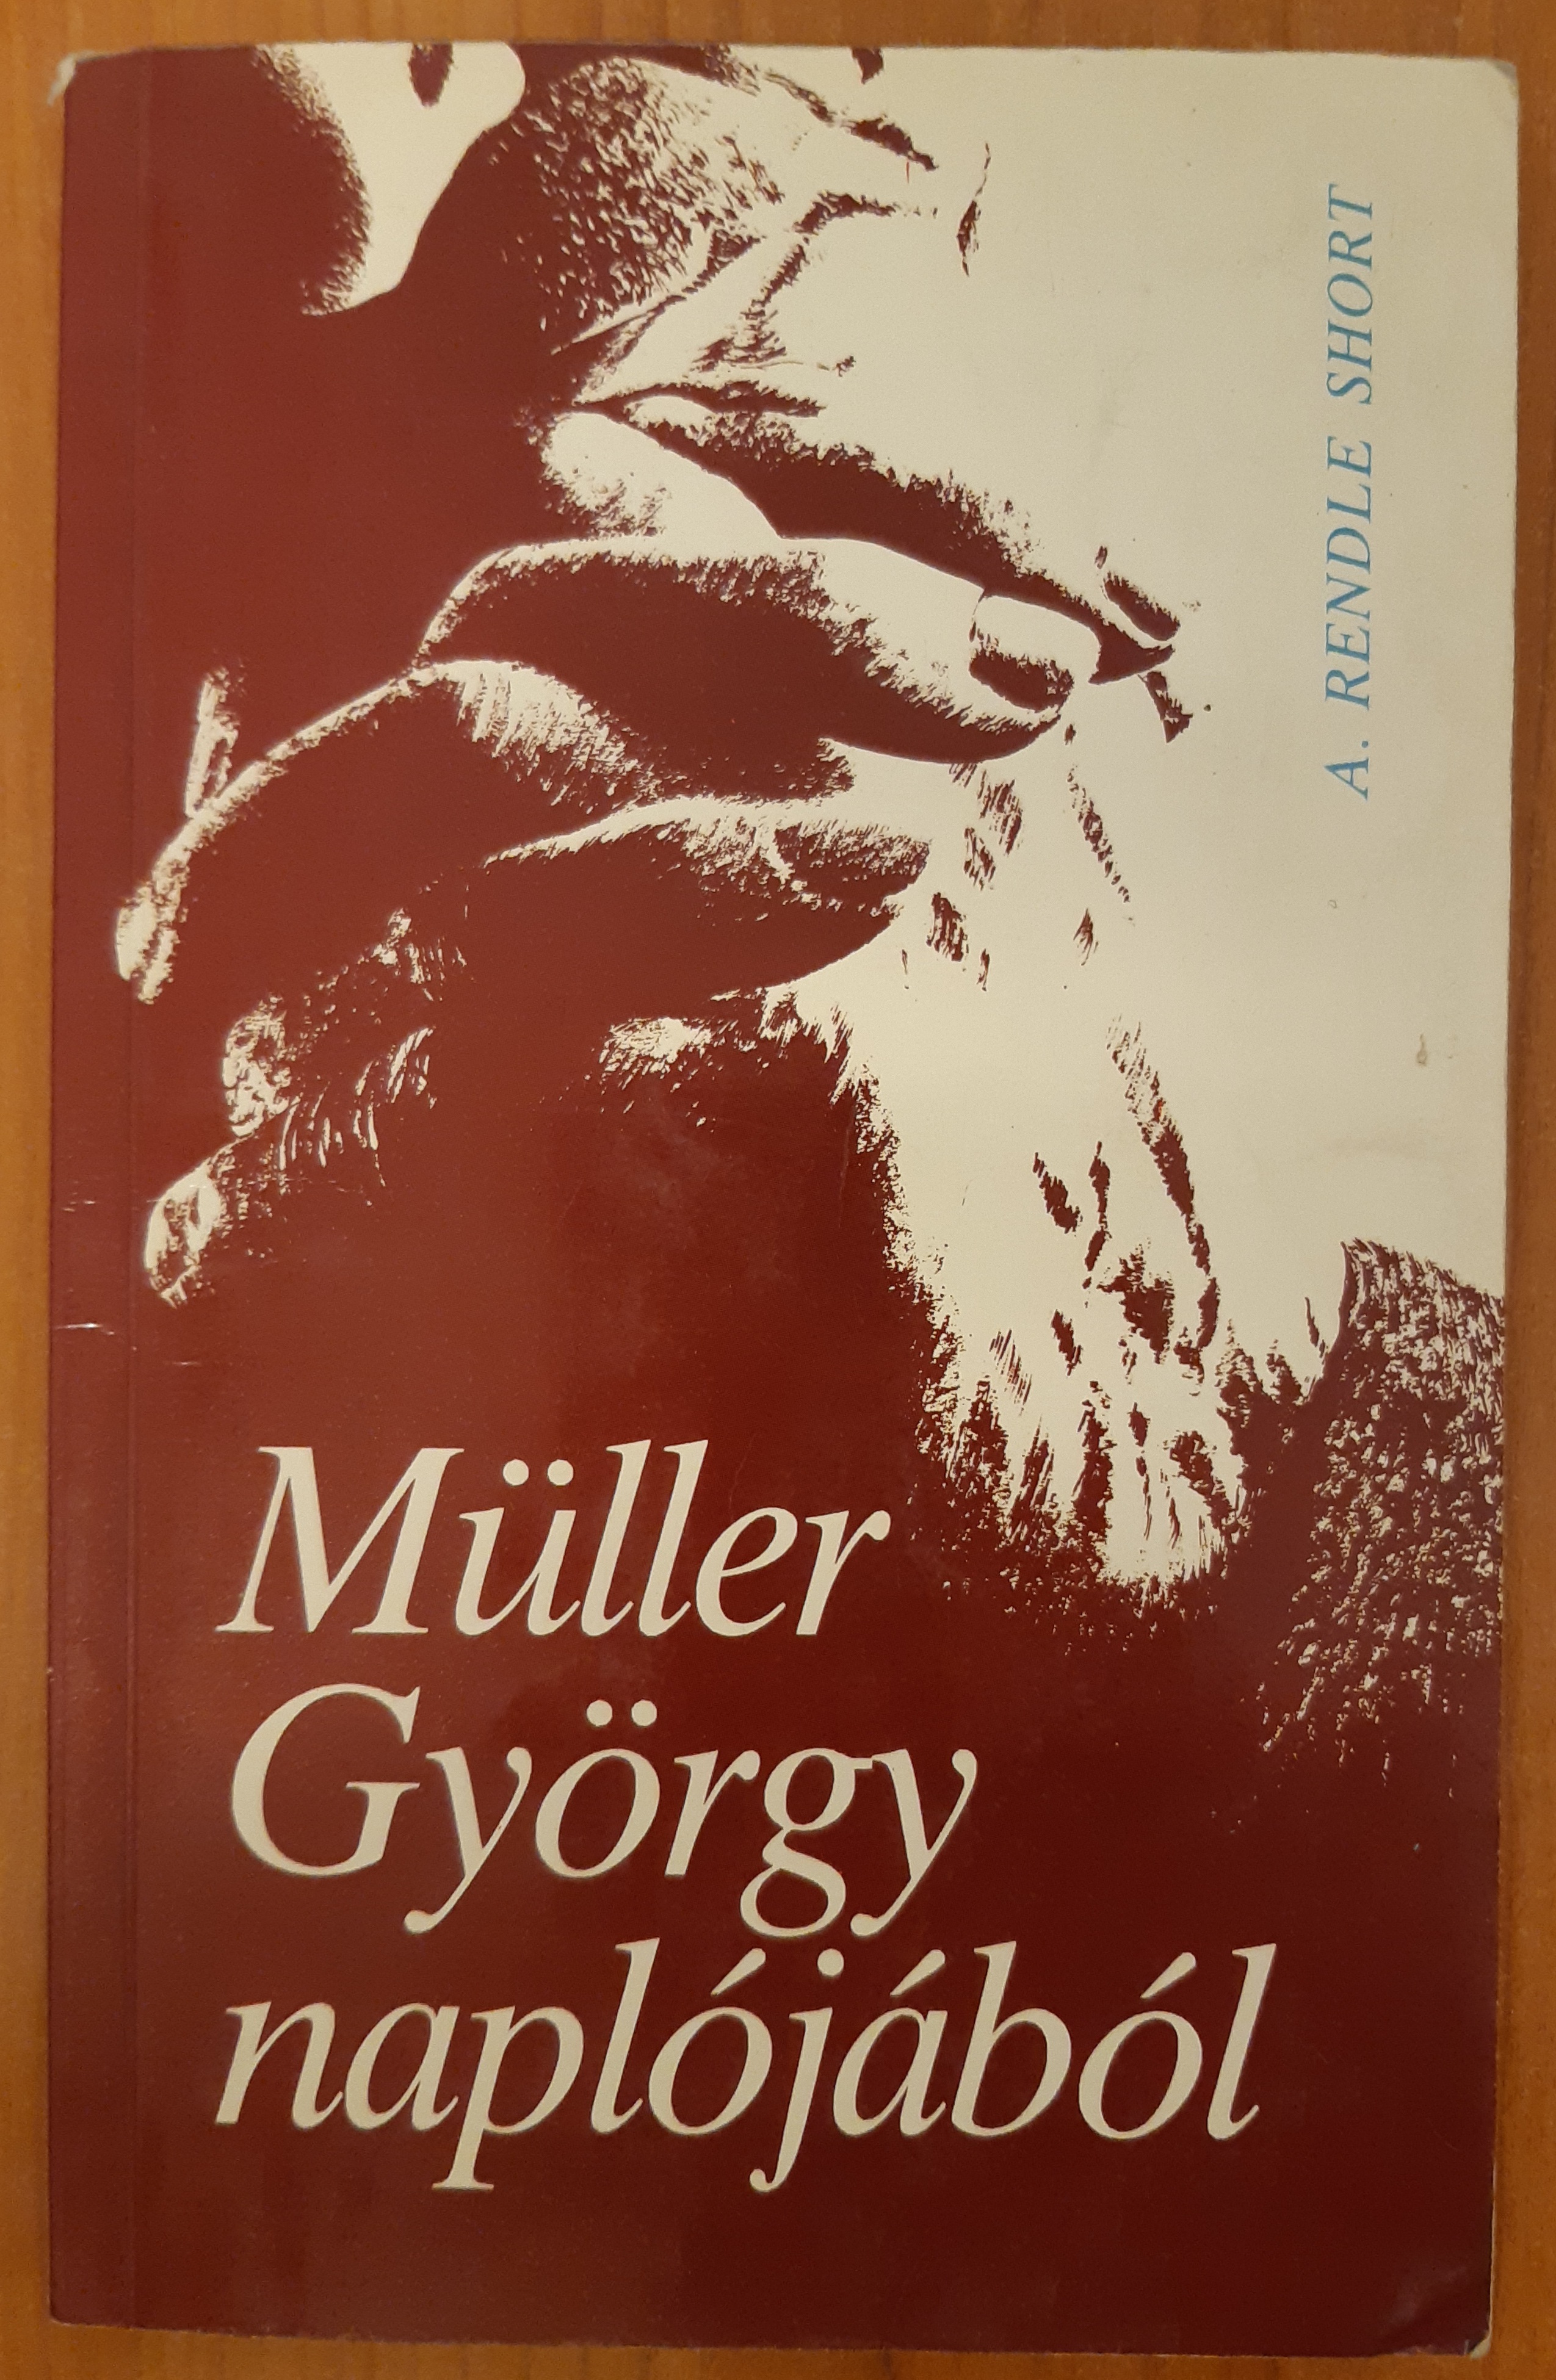 A. RENDLE SHORT
Müller
György
naplójából